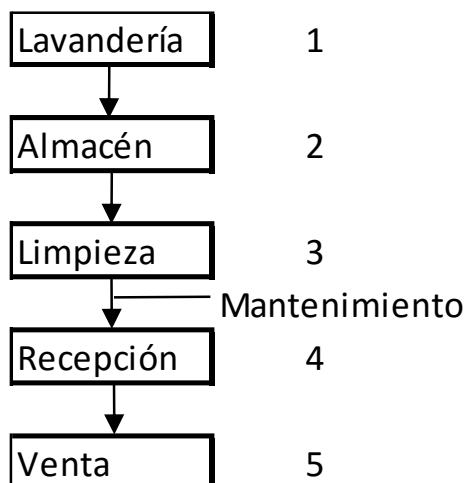 Lavandería 1
Almacén 2
Limpieza 3
Mantenimiento
Recepción 4
Venta 5